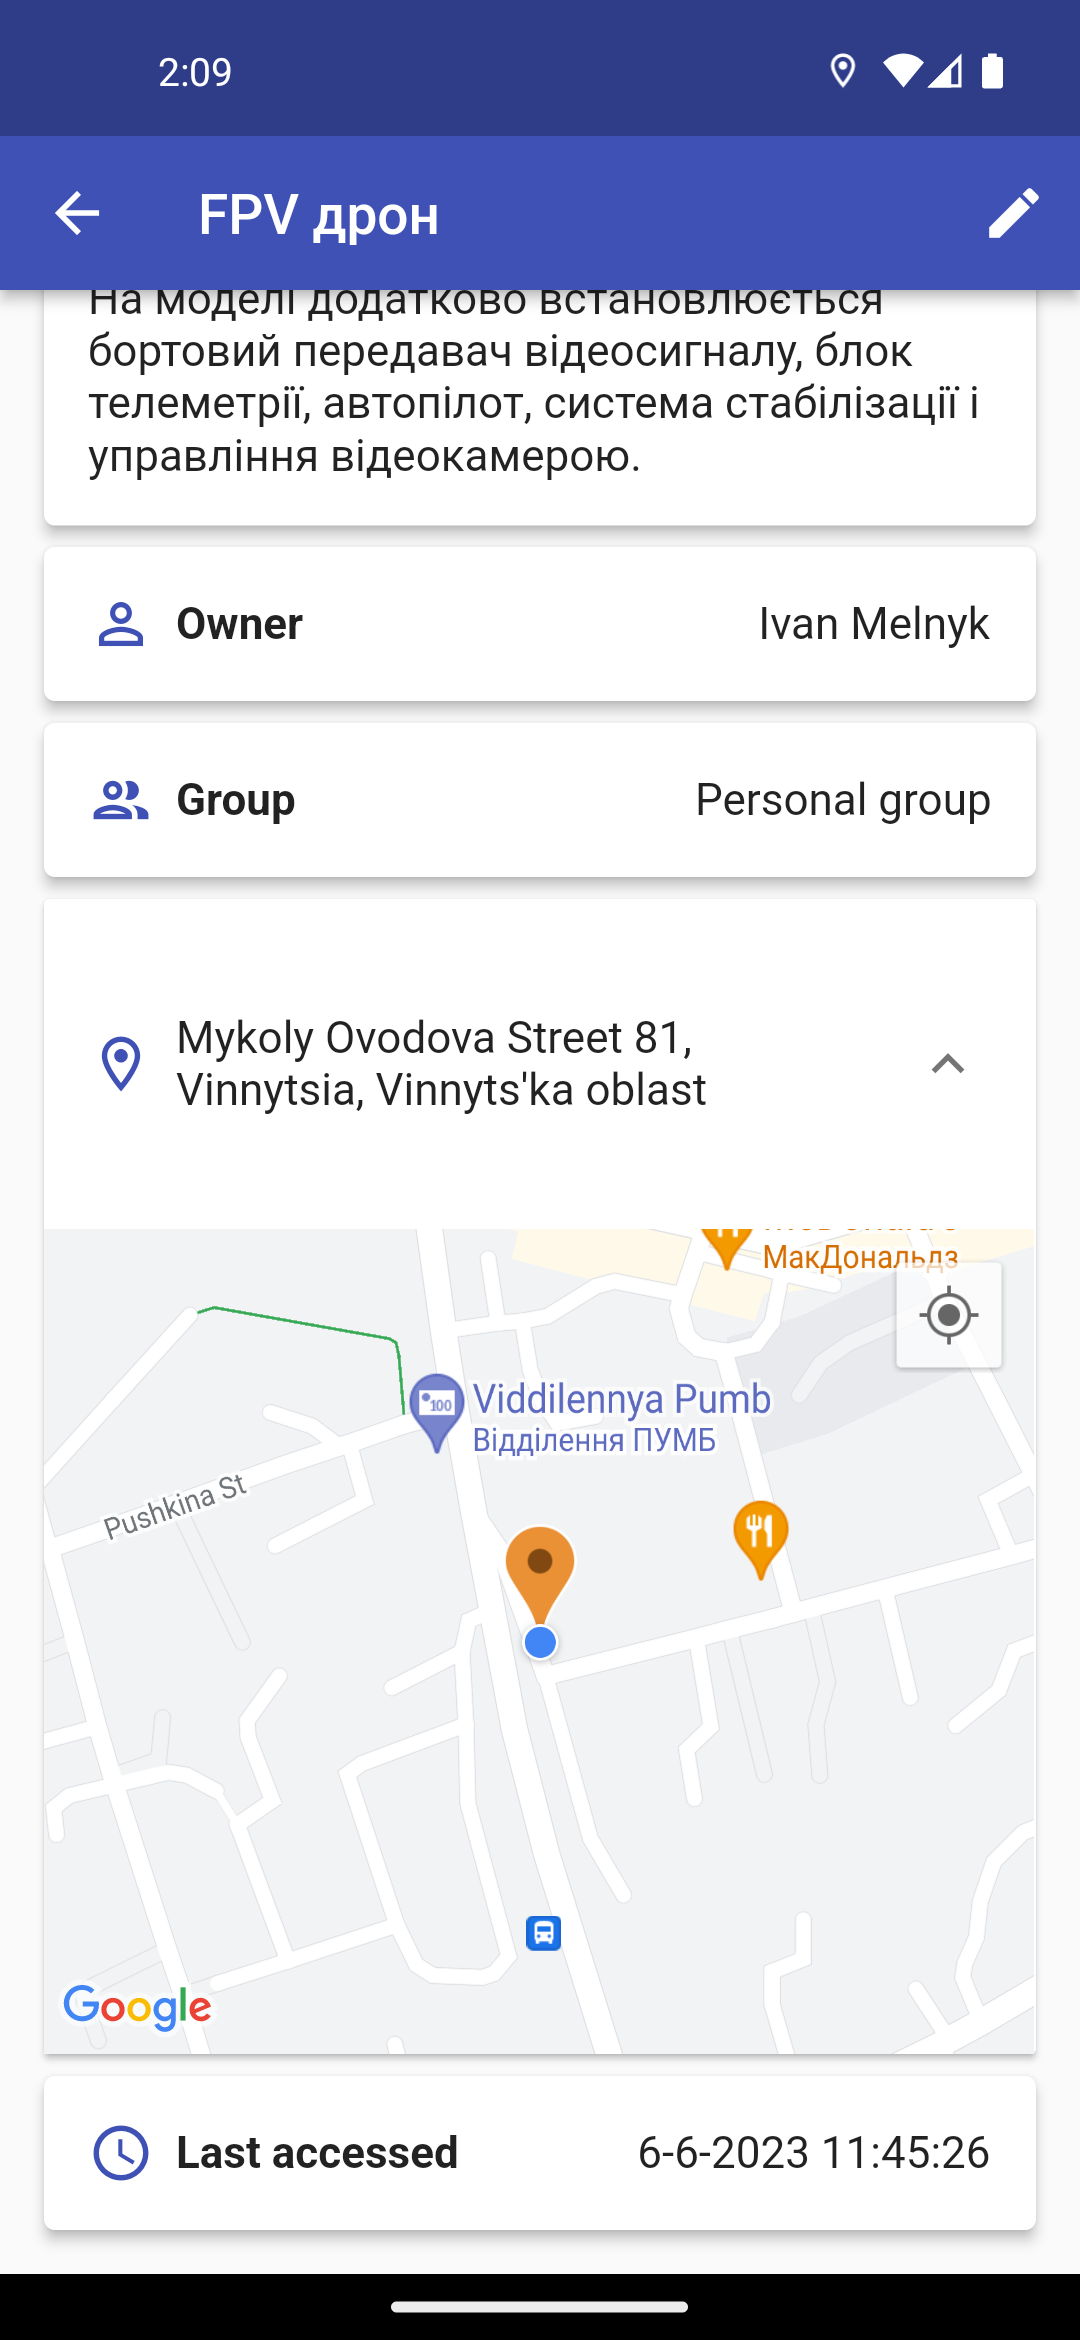 2:09
FPV дрон
На моделі додатково встановлюється
бортовий передавач відеосигналу, блок
телеметрії, автопілот, система стабілізації і
управління відеокамерою.
Owner
Ivan Melnyk
Group
Personal group
Mykoly Ovodova Street 81,
Vinnytsia, Vinnyts'ka oblast
МакДональдз
100
Viddilennya Pumb
Відділення ПУМБ
Pushkina St
Google
Last accessed
6-6-2023 11:45:26